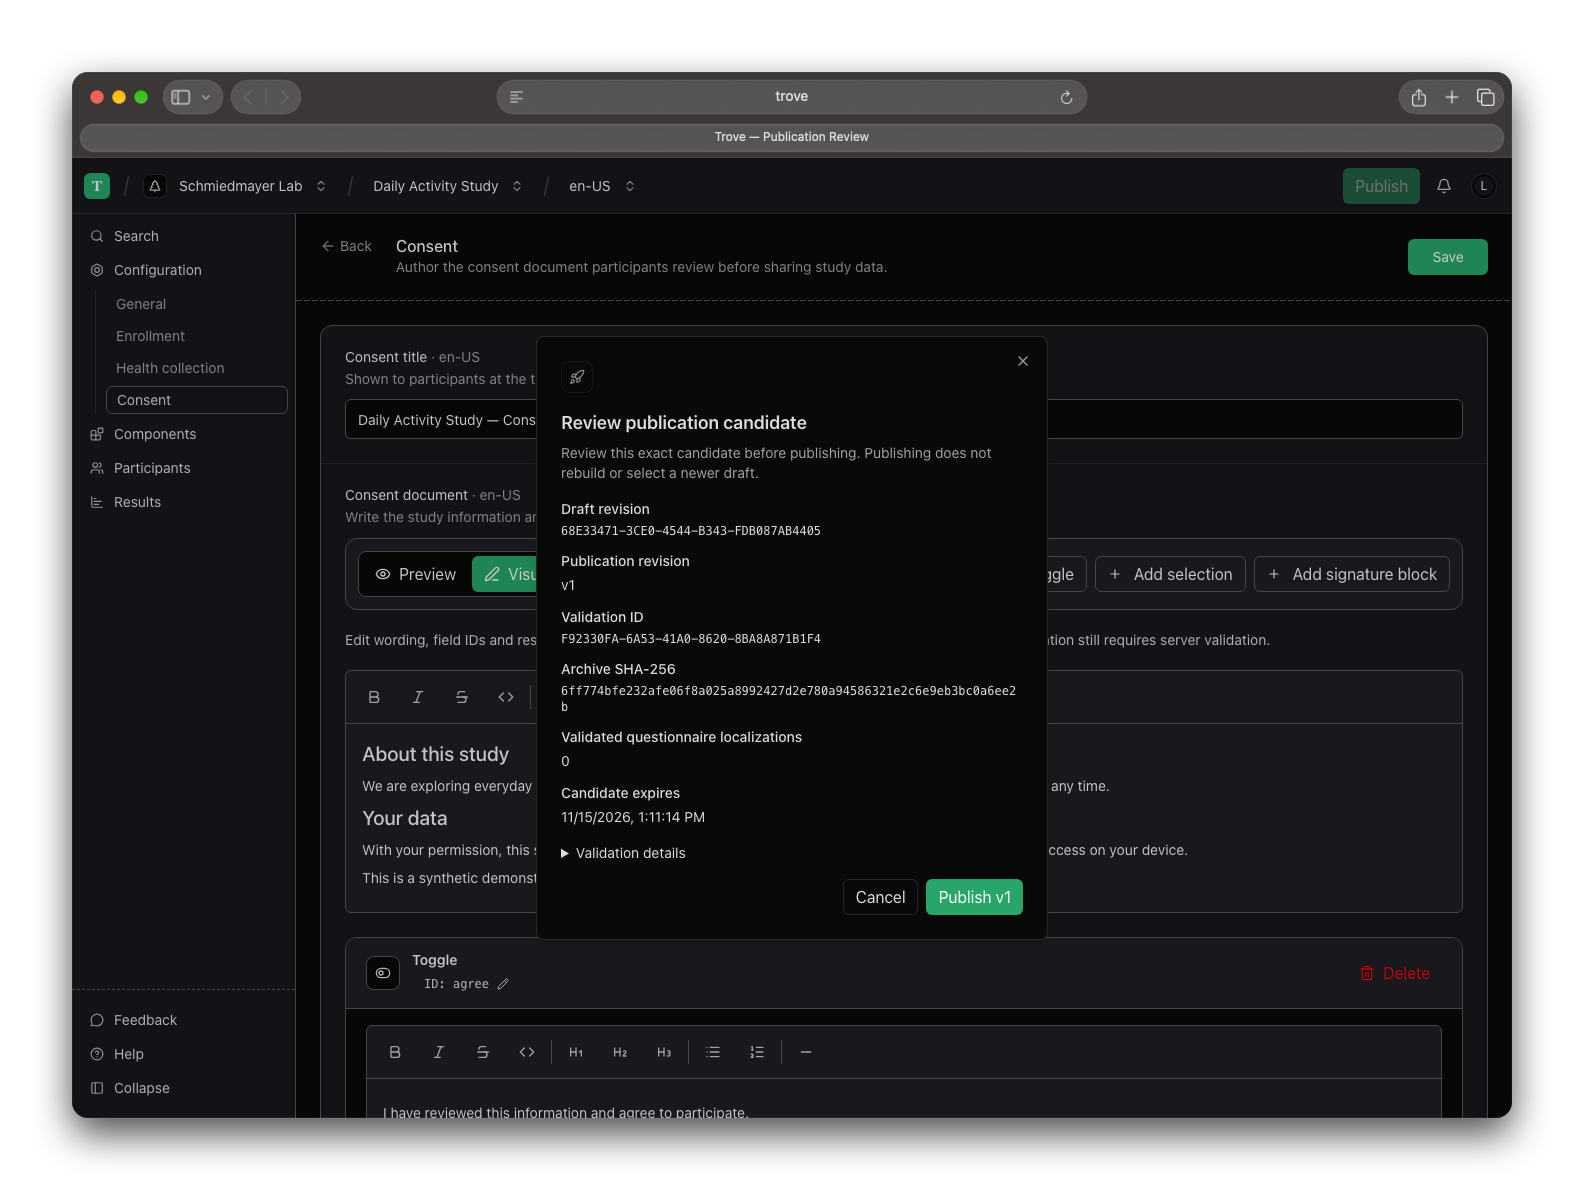 trove
Trove — Publication Review
T / Schmiedmayer Lab / Daily Activity Study / en-US
Publish
L
Search
Configuration
General
Enrollment
Health collection
Consent
Components
Participants
Results
Feedback
Help
Collapse
Back
Consent
Author the consent document participants review before sharing study data.
Save
Consent title · en-US
Shown to participants at the
Daily Activity Study — Cons
Consent document · en-US
Write the study information
Preview
Visu
ggle
+ Add selection
+ Add signature block
Edit wording, field IDs and res
tion still requires server validation.
B I S <>
About this study
We are exploring everyday
any time.
Your data
With your permission, this
ccess on your device.
This is a synthetic demonst
Review publication candidate
Review this exact candidate before publishing. Publishing does not
rebuild or select a newer draft.
Draft revision
68E33471-3CE0-4544-B343-FDB087AB4405
Publication revision
v1
Validation ID
F92330FA-6A53-41A0-8620-8BA8A871B1F4
Archive SHA-256
6ff774bfe232afe06f8a025a8992427d2e780a94586321e2c6e9eb3bc0a6ee2
b
Validated questionnaire localizations
0
Candidate expires
11/15/2026, 1:11:14 PM
Validation details
Cancel
Publish v1
Toggle
ID: agree
Delete
B I S <> H1 H2 H3
I have reviewed this information and agree to participate.